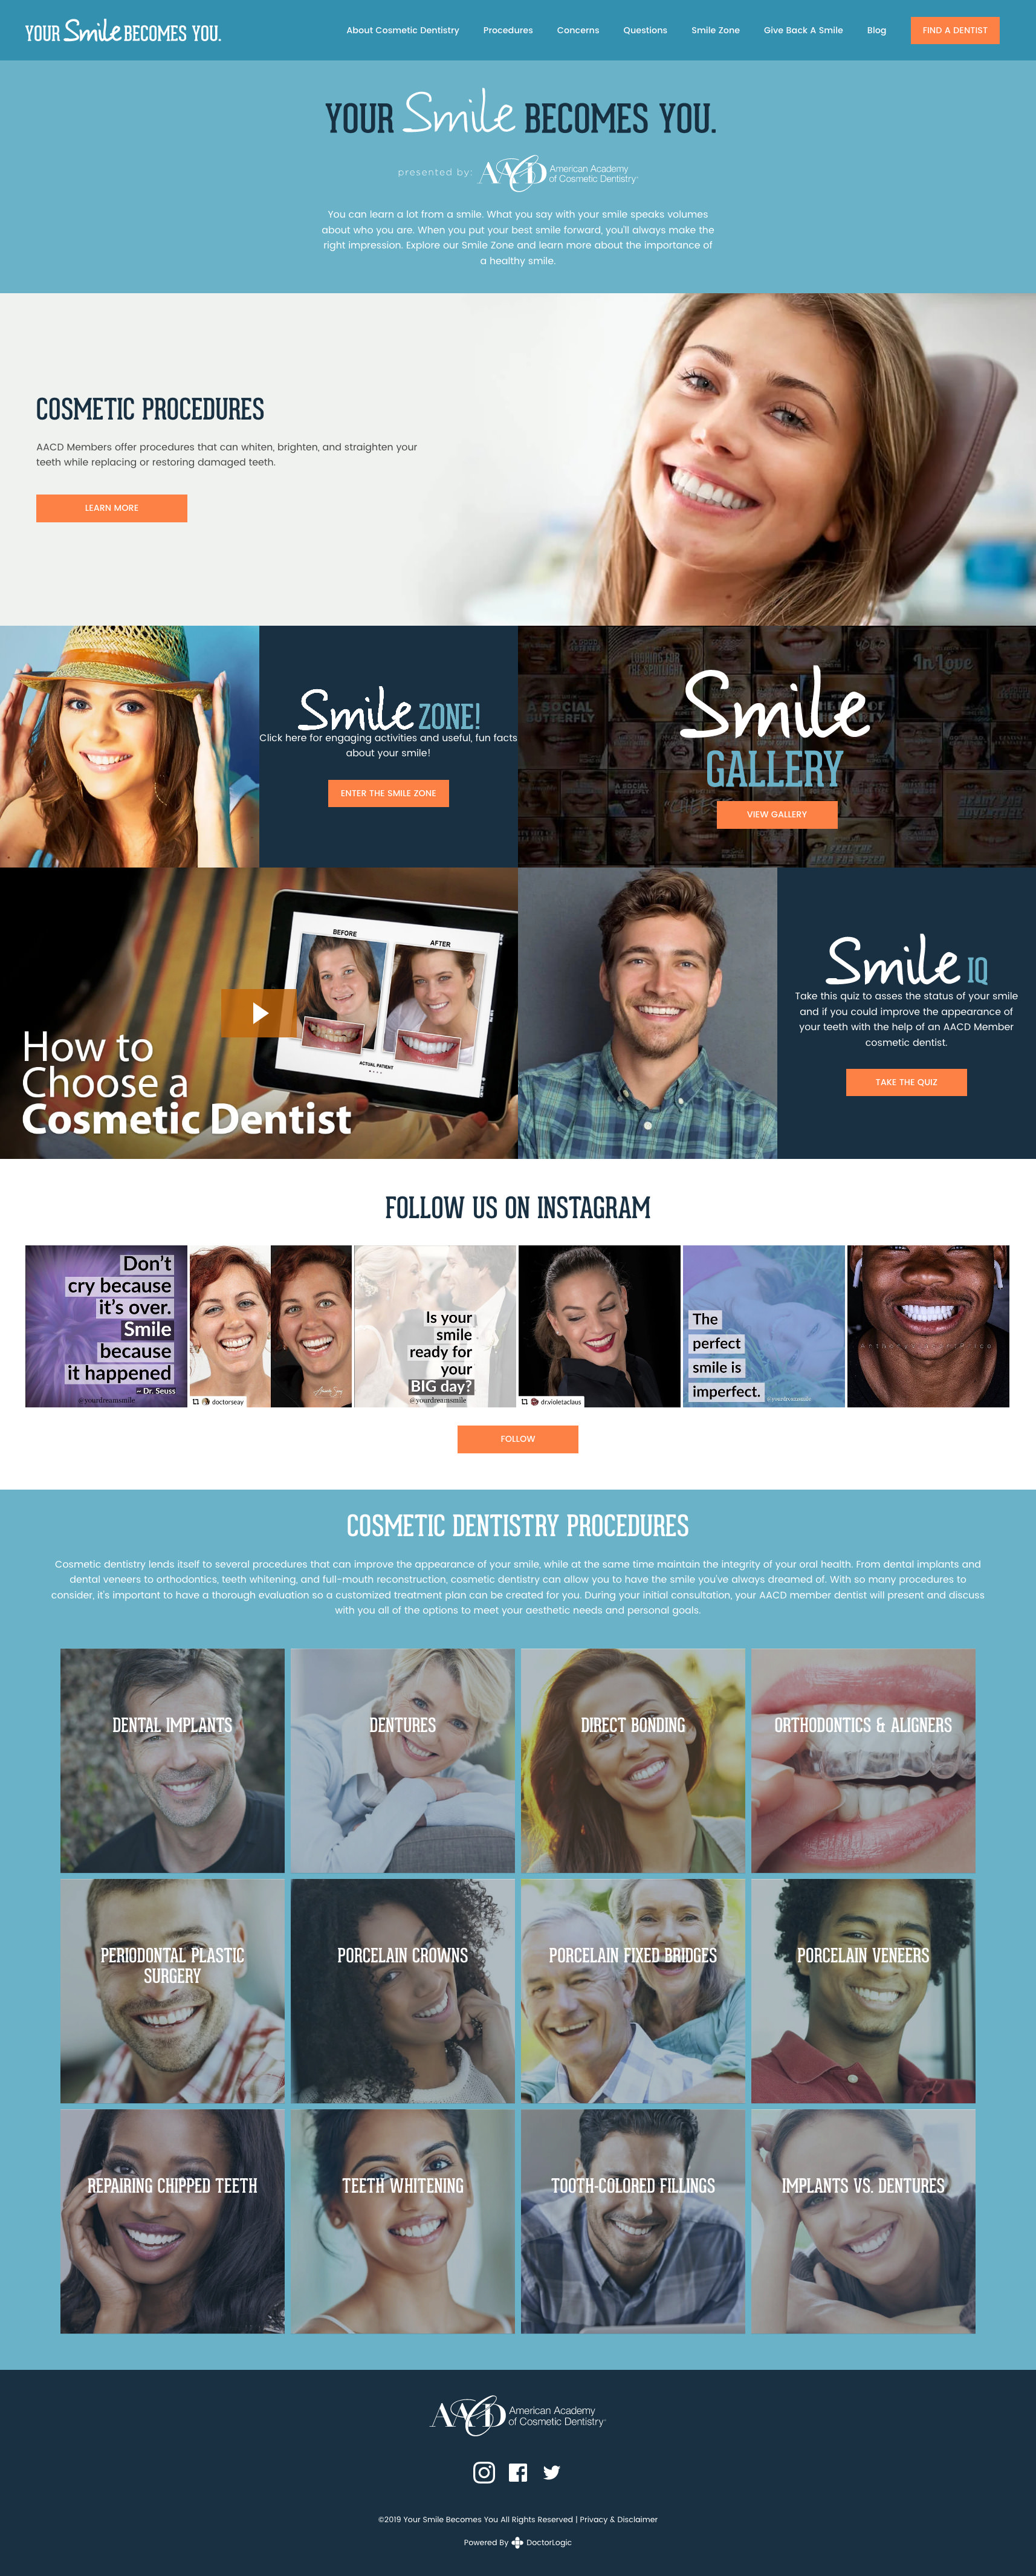 YOUR Smile BECOMES YOU.
About Cosmetic Dentistry
Procedures
Concerns
Questions
Smile Zone
Give Back A Smile
Blog
FIND A DENTIST
YOUR Smile BECOMES YOU.
presented by: AACD American Academy
of Cosmetic Dentistry
You can learn a lot from a smile. What you say with your smile speaks volumes
about who you are. When you put your best smile forward, you'll always make the
right impression. Explore our Smile Zone and learn more about the importance of
a healthy smile.
COSMETIC PROCEDURES
AACD Members offer procedures that can whiten, brighten, and straighten your
teeth while replacing or restoring damaged teeth.
LEARN MORE
Smile ZONE!
Click here for engaging activities and useful, fun facts
about your smile!
ENTER THE SMILE ZONE
LOOKING FOR
THE SPOTLIGHT
In Love
A SOCIAL
BUTTERFLY
Smile
GALLERY
VIEW GALLERY
READY FOR
ADVENTURE
I FEEL THE
NEED FOR SPEED
BEFORE
AFTER
ACTUAL PATIENT
How to
Choose a
Cosmetic Dentist
Smile IQ
Take this quiz to asses the status of your smile
and if you could improve the appearance of
your teeth with the help of an AACD Member
cosmetic dentist.
TAKE THE QUIZ
FOLLOW US ON INSTAGRAM
Don't
cry because
it's over.
Smile
because
it happened
~ Dr. Seuss
@yourdreamsmile
doctorseay
Is your
smile
ready for
your
BIG day?
@yourdreamsmile
dr.violetaclaus
The
perfect
smile is
imperfect.
@yourdreamsmile
FOLLOW
COSMETIC DENTISTRY PROCEDURES
Cosmetic dentistry lends itself to several procedures that can improve the appearance of your smile, while at the same time maintain the integrity of your oral health. From dental implants and
dental veneers to orthodontics, teeth whitening, and full-mouth reconstruction, cosmetic dentistry can allow you to have the smile you've always dreamed of. With so many procedures to
consider, it's important to have a thorough evaluation so a customized treatment plan can be created for you. During your initial consultation, your AACD member dentist will present and discuss
with you all of the options to meet your aesthetic needs and personal goals.
DENTAL IMPLANTS
DENTURES
DIRECT BONDING
ORTHODONTICS & ALIGNERS
PERIODONTAL PLASTIC
SURGERY
PORCELAIN CROWNS
PORCELAIN FIXED BRIDGES
PORCELAIN VENEERS
REPAIRING CHIPPED TEETH
TEETH WHITENING
TOOTH-COLORED FILLINGS
IMPLANTS VS. DENTURES
AACD American Academy
of Cosmetic Dentistry
©2019 Your Smile Becomes You All Rights Reserved | Privacy & Disclaimer
Powered By DoctorLogic